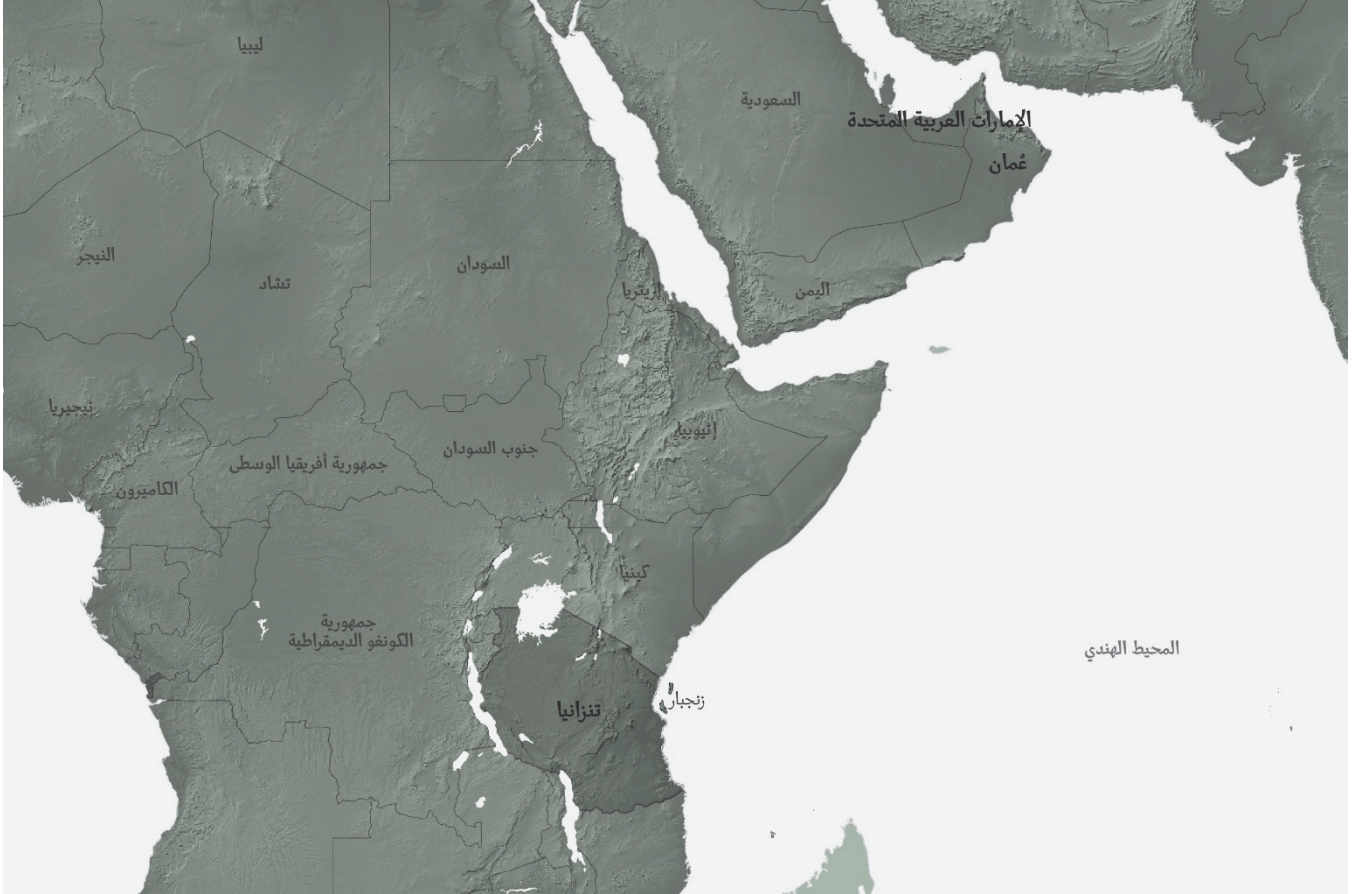 ليبيا
السعودية
الإمارات العربية المتحدة
عُمان
النيجر
تشاد
السودان
إريتريا
اليمن
نيجيريا
إثيوبيا
جنوب السودان
جمهورية أفريقيا الوسطى
الكاميرون
كينيا
جمهورية
الكونغو الديمقراطية
المحيط الهندي
زنجبار
تنزانيا